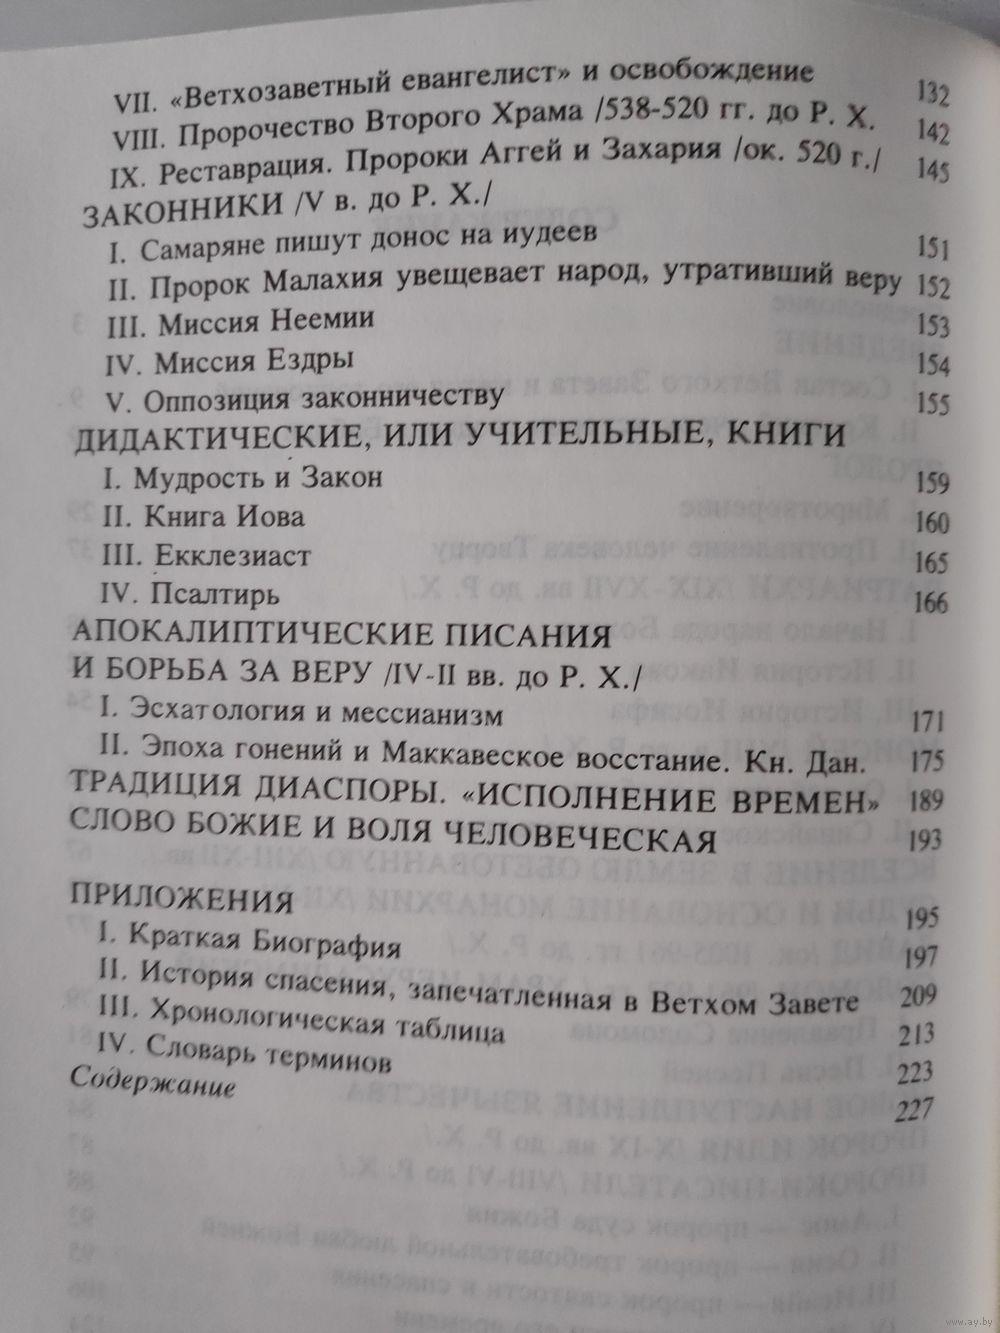 VII. «Ветхозаветный евангелист» и освобождение 132
VIII. Пророчество Второго Храма /538-520 гг. до Р. Х. 142
IX. Реставрация. Пророки Аггей и Захария /ок. 520 г./ 145
ЗАКОННИКИ /V в. до Р. Х./
I. Самаряне пишут донос на иудеев 151
II. Пророк Малахия увещевает народ, утративший веру 152
III. Миссия Неемии 153
IV. Миссия Ездры 154
V. Оппозиция законничеству 155
ДИДАКТИЧЕСКИЕ, ИЛИ УЧИТЕЛЬНЫЕ, КНИГИ
I. Мудрость и Закон 159
II. Книга Иова 160
III. Екклезиаст 165
IV. Псалтирь 166
АПОКАЛИПТИЧЕСКИЕ ПИСАНИЯ
И БОРЬБА ЗА ВЕРУ /IV-II вв. до Р. Х./
I. Эсхатология и мессианизм 171
II. Эпоха гонений и Маккавеское восстание. Кн. Дан. 175
ТРАДИЦИЯ ДИАСПОРЫ. «ИСПОЛНЕНИЕ ВРЕМЕН» 189
СЛОВО БОЖИЕ И ВОЛЯ ЧЕЛОВЕЧЕСКАЯ 193
ПРИЛОЖЕНИЯ 195
I. Краткая Биография 197
II. История спасения, запечатленная в Ветхом Завете 209
III. Хронологическая таблица 213
IV. Словарь терминов 223
Содержание 227
www.ay.by